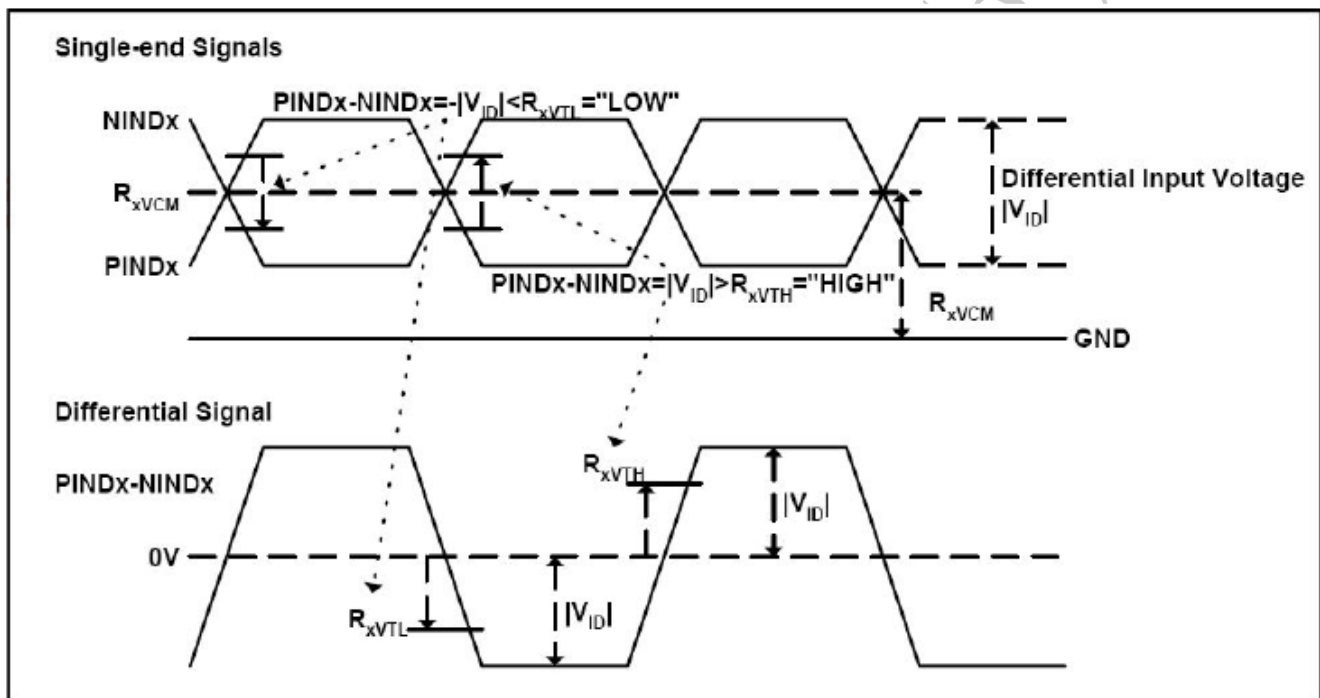 Single-end Signals
PINDx-NINDx=-|VID|<RxVTL="LOW"
NINDx
RxVCM
Differential Input Voltage
|VID|
PINDx
PINDx-NINDx=|VID|>RxVTH="HIGH"
RxVCM
GND
Differential Signal
PINDx-NINDx
RxVTH
|VID|
0V
RxVTL
|VID|